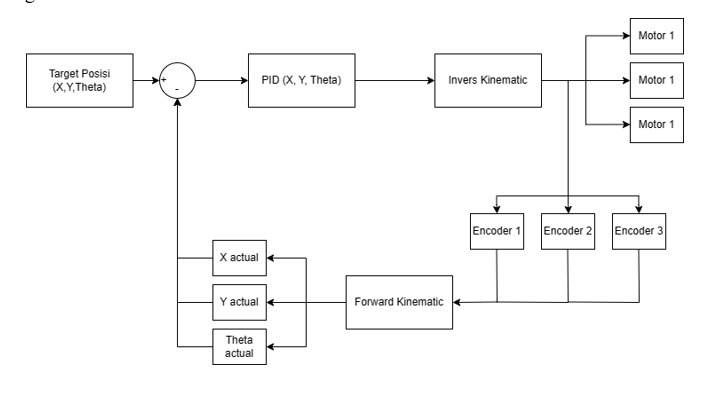 Target Posisi
(X,Y,Theta)
+
-
PID (X, Y, Theta)
Invers Kinematic
Motor 1
Motor 1
Motor 1
Encoder 1
Encoder 2
Encoder 3
X actual
Y actual
Theta
actual
Forward Kinematic